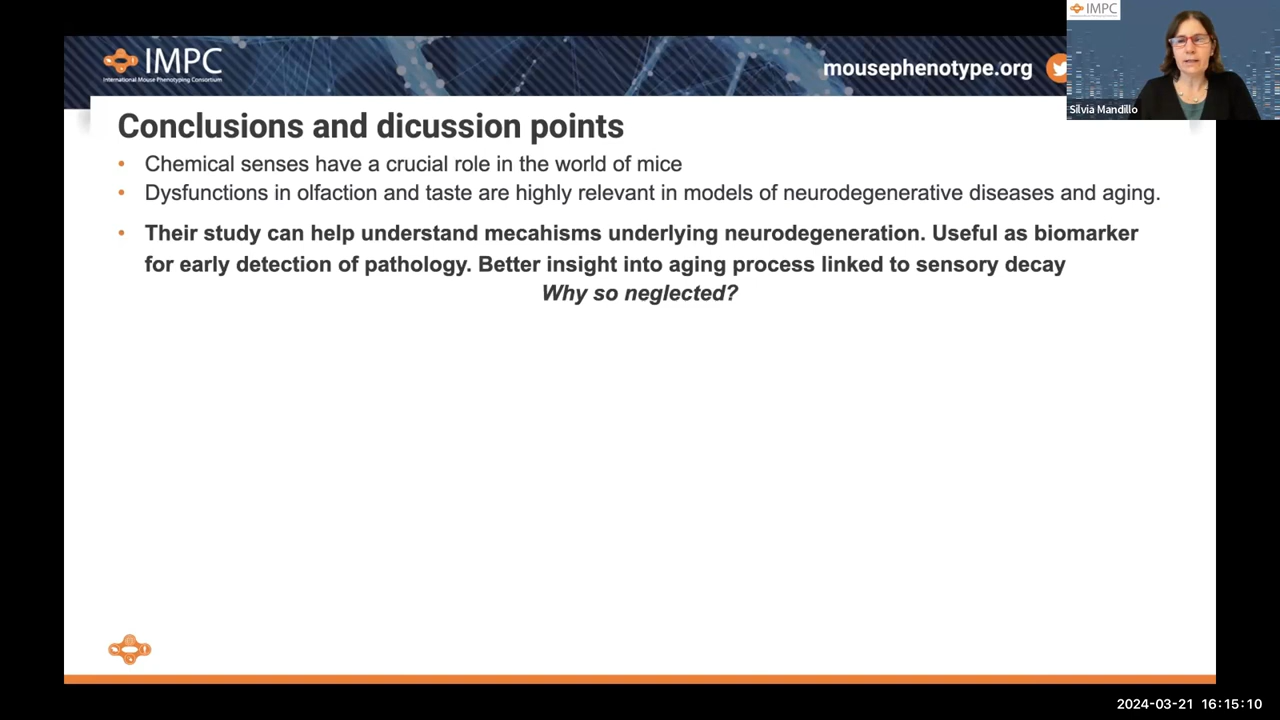 IMPC
International Mouse Phenotyping Consortium
mousephenotype.org
IMPC
Silvia Mandillo
Conclusions and dicussion points
• Chemical senses have a crucial role in the world of mice
• Dysfunctions in olfaction and taste are highly relevant in models of neurodegenerative diseases and aging.
• Their study can help understand mecahisms underlying neurodegeneration. Useful as biomarker
for early detection of pathology. Better insight into aging process linked to sensory decay
Why so neglected?
2024-03-21 16:15:10